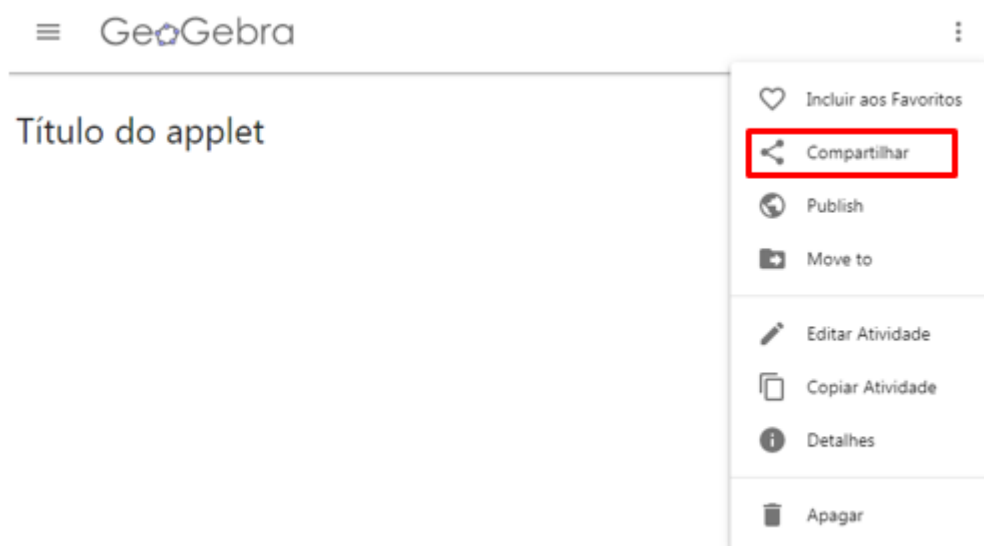 GeoGebra
Título do applet
Incluir aos Favoritos
Compartilhar
Publish
Move to
Editar Atividade
Copiar Atividade
Detalhes
Apagar